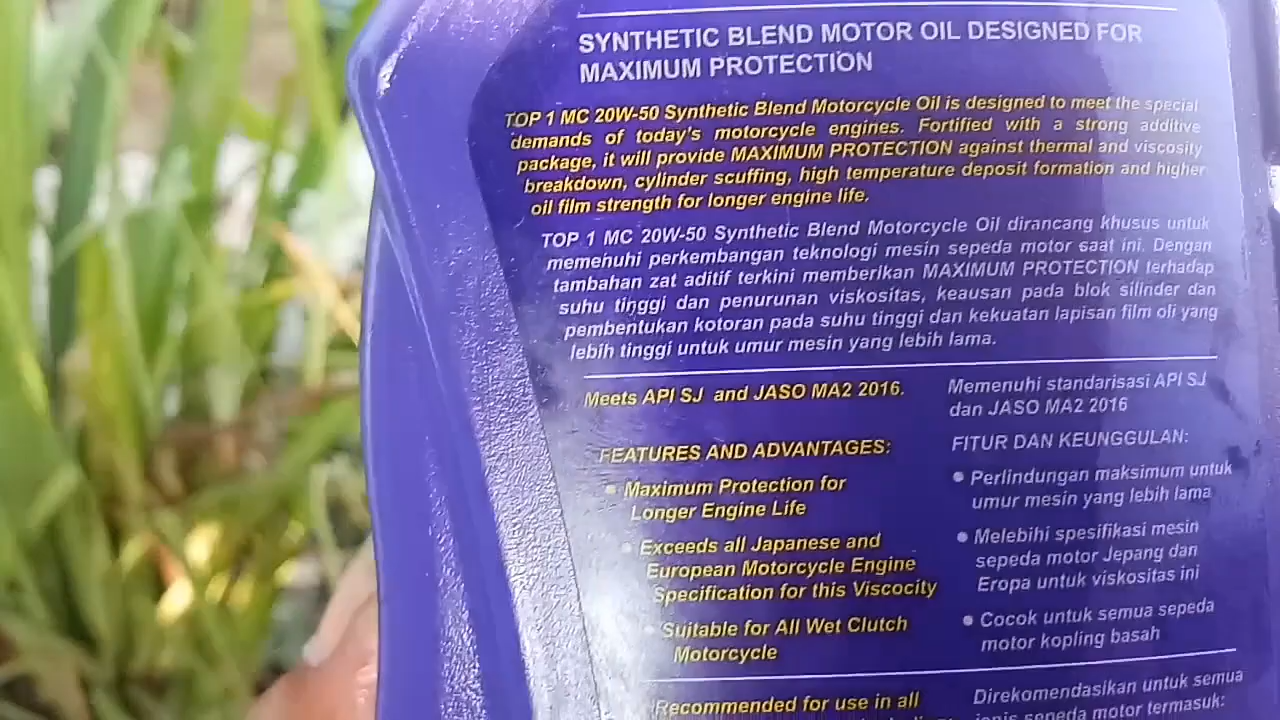 SYNTHETIC BLEND MOTOR OIL DESIGNED FOR
MAXIMUM PROTECTION
TOP 1 MC 20W-50 Synthetic Blend Motorcycle Oil is designed to meet the special
demands of today's motorcycle engines. Fortified with a strong additive
package, it will provide MAXIMUM PROTECTION against thermal and viscosity
breakdown, cylinder scuffing, high temperature deposit formation and higher
oil film strength for longer engine life.
TOP 1 MC 20W-50 Synthetic Blend Motorcycle Oil dirancang khusus untuk
memenuhi perkembangan teknologi mesin sepeda motor saat ini. Dengan
tambahan zat aditif terkini memberikan MAXIMUM PROTECTION terhadap
suhu tinggi dan penurunan viskositas, keausan pada blok silinder dan
pembentukan kotoran pada suhu tinggi dan kekuatan lapisan film oli yang
lebih tinggi untuk umur mesin yang lebih lama.
Meets API SJ and JASO MA2 2016.
FEATURES AND ADVANTAGES:
• Maximum Protection for
Longer Engine Life
• Exceeds all Japanese and
European Motorcycle Engine
Specification for this Viscocity
• Suitable for All Wet Clutch
Motorcycle
Recommended for use in all
Memenuhi standarisasi API SJ
dan JASO MA2 2016
FITUR DAN KEUNGGULAN:
• Perlindungan maksimum untuk
umur mesin yang lebih lama
• Melebihi spesifikasi mesin
sepeda motor Jepang dan
Eropa untuk viskositas ini
• Cocok untuk semua sepeda
motor kopling basah
Direkomendasikan untuk semua
jenis sepeda motor termasuk: